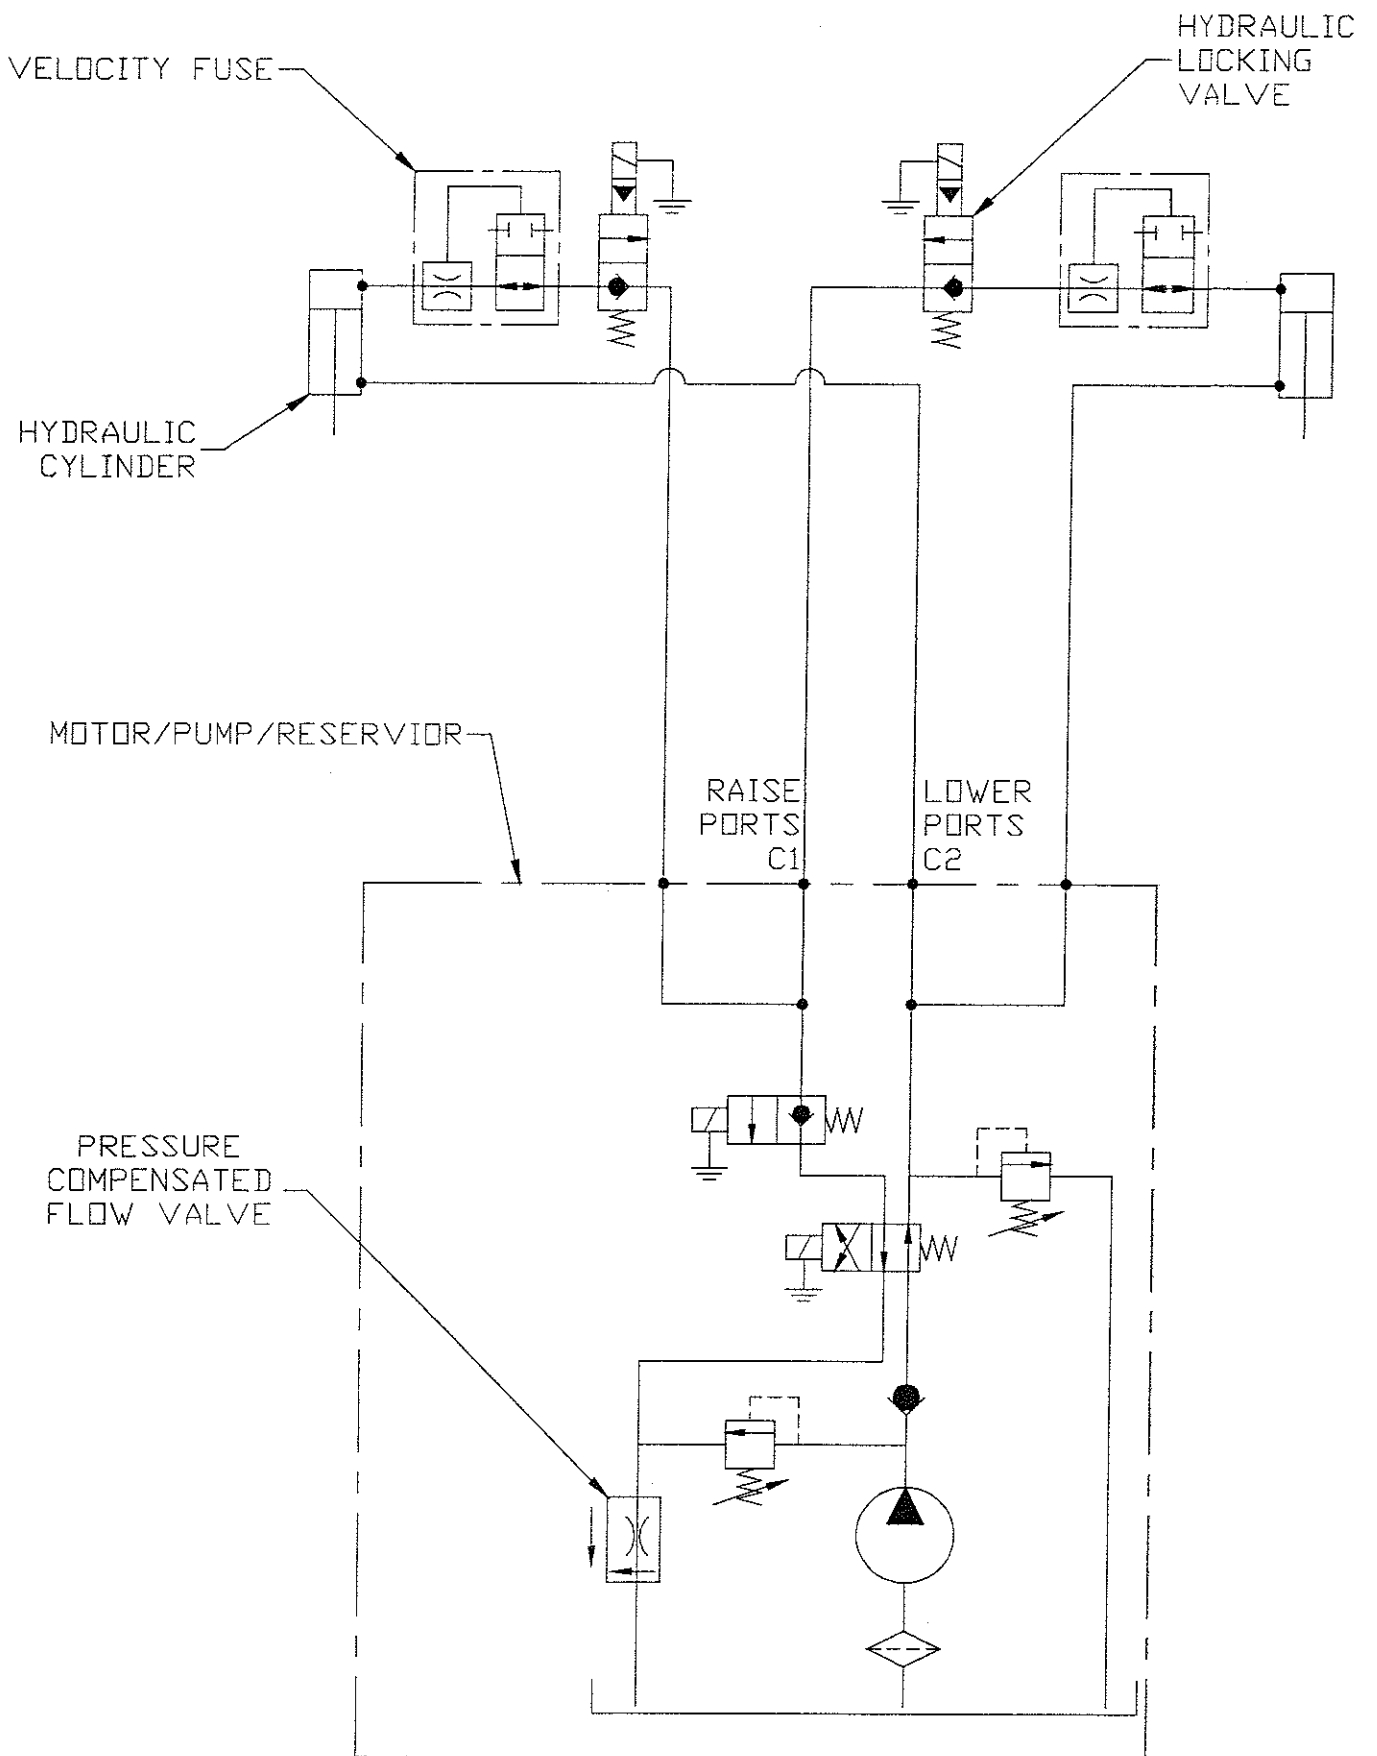 VELOCITY FUSE
HYDRAULIC
LOCKING
VALVE
HYDRAULIC
CYLINDER
MOTOR/PUMP/RESERVIOR
RAISE
PORTS
C1
LOWER
PORTS
C2
PRESSURE
COMPENSATED
FLOW VALVE